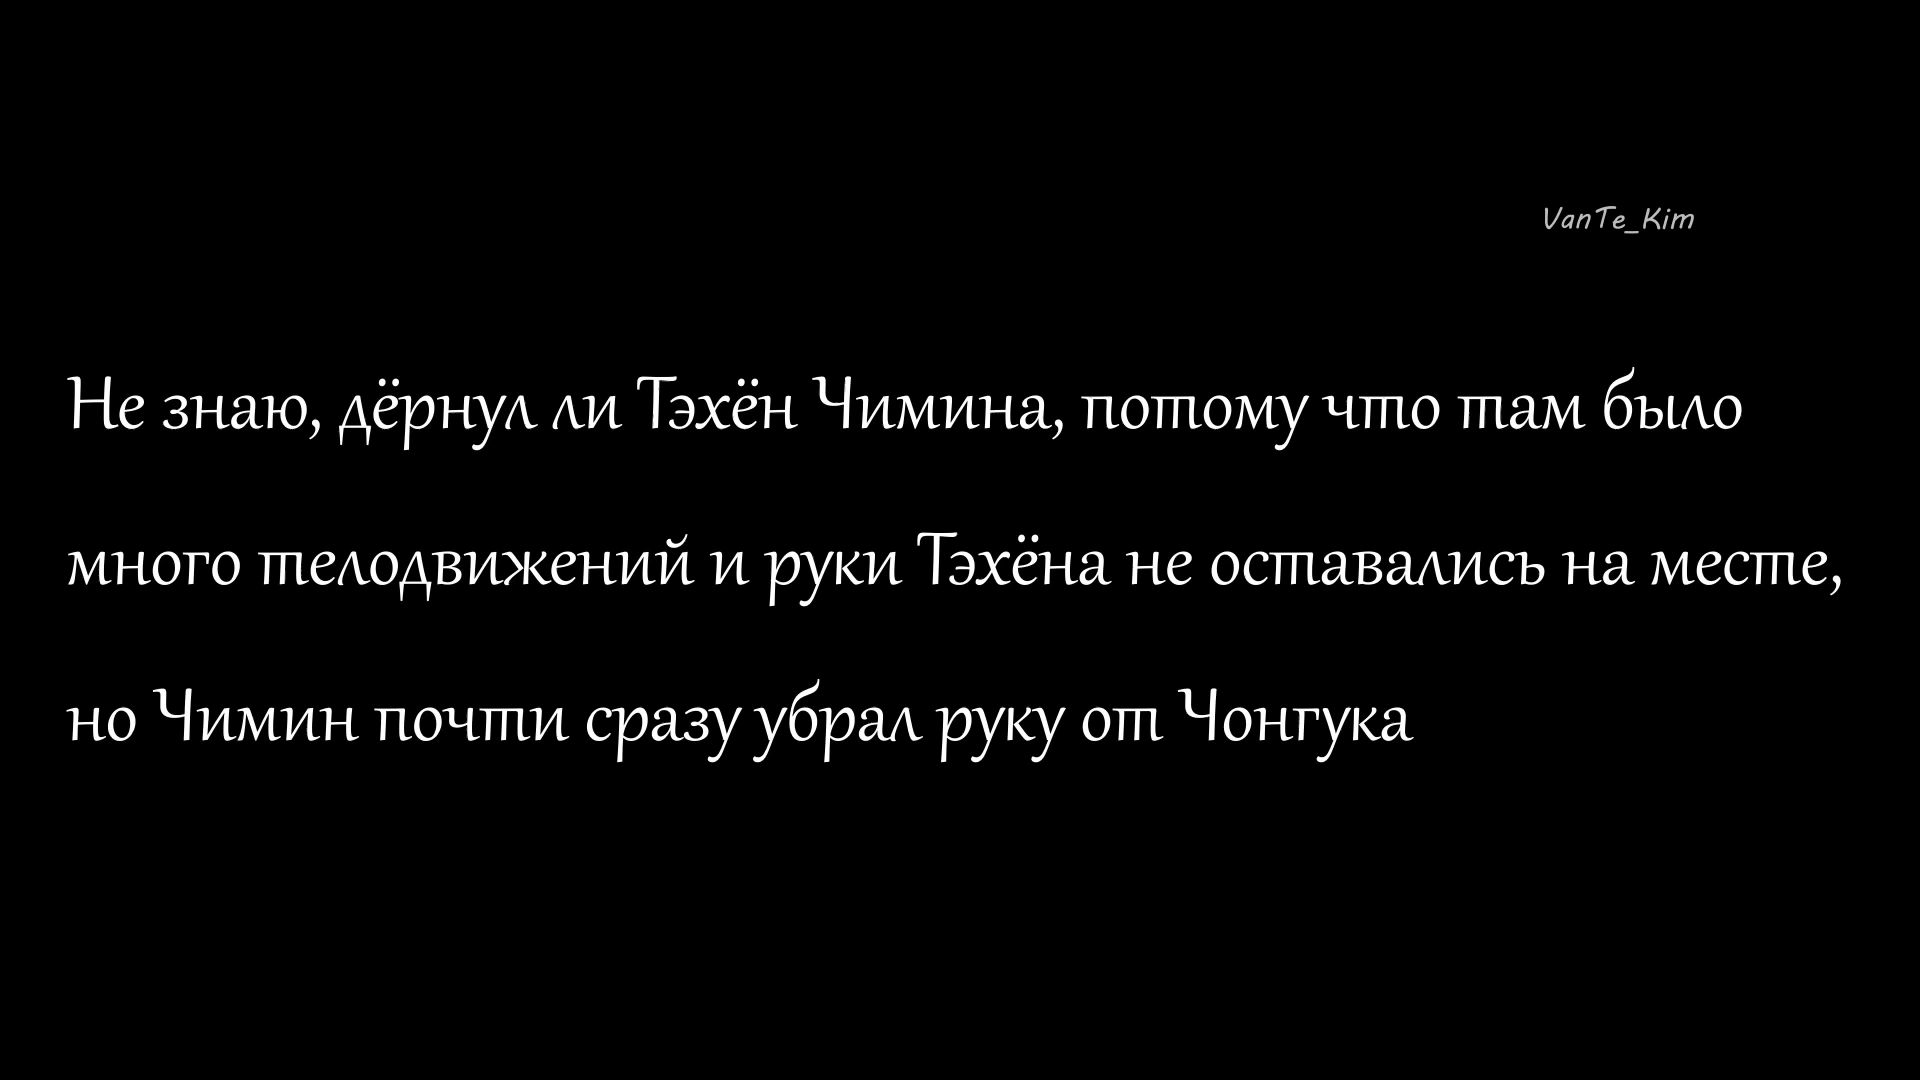 VanTe_Kim
Не знаю, дёрнул ли Тэхён Чимина, потому что там было
много телодвижений и руки Тэхёна не оставались на месте,
но Чимин почти сразу убрал руку от Чонгука